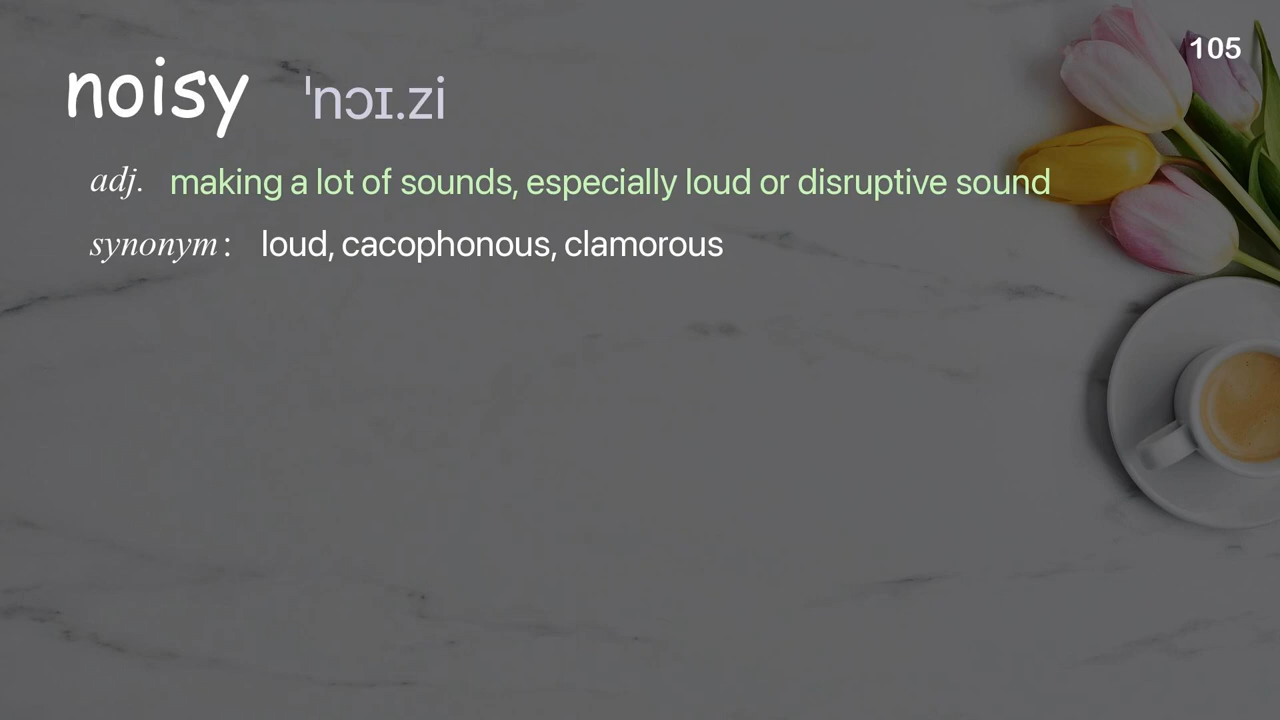 105
noisy ˈnɔɪ.zi
adj. making a lot of sounds, especially loud or disruptive sound
synonym : loud, cacophonous, clamorous